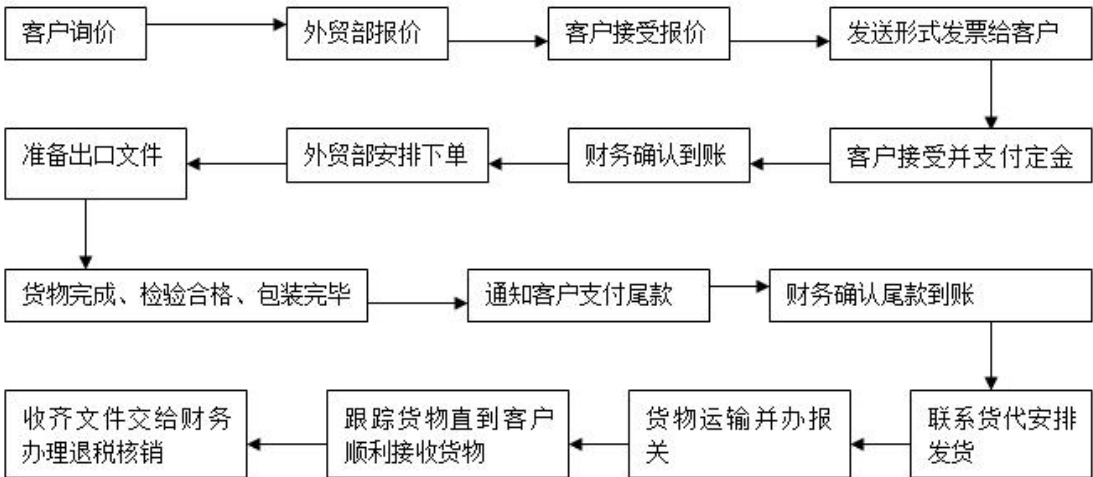 客户询价
外贸部报价
客户接受报价
发送形式发票给客户
客户接受并支付定金
财务确认到账
外贸部安排下单
准备出口文件
货物完成、检验合格、包装完毕
通知客户支付尾款
财务确认尾款到账
联系货代安排
发货
货物运输并办报
关
跟踪货物直到客户
顺利接收货物
收齐文件交给财务
办理退税核销